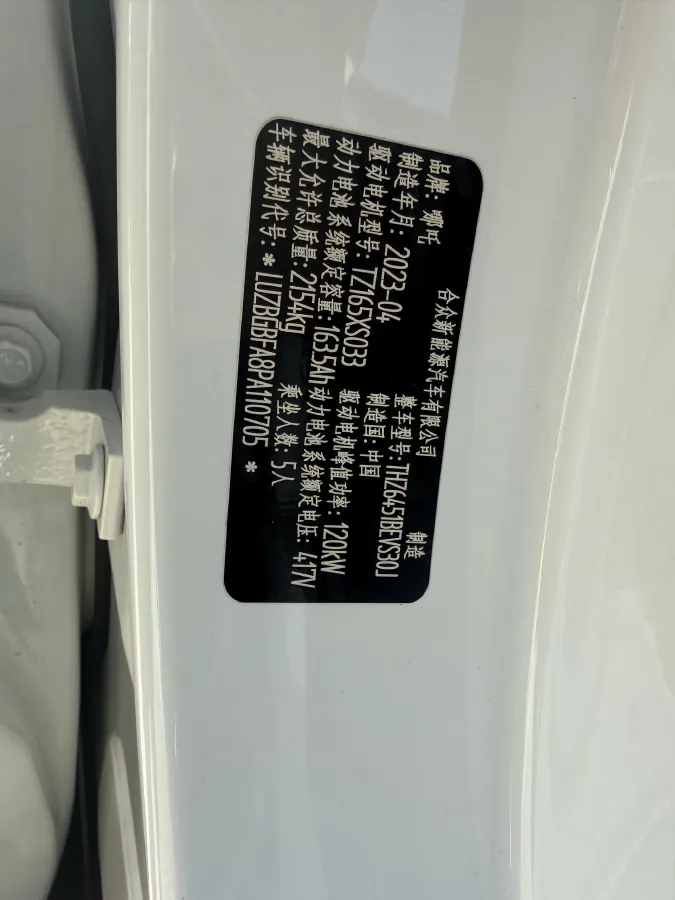 合众新能源汽车有限公司 制造
品牌: 哪吒 整车型号: THZ6451BEVS30J
制造年月: 2023-04 制造国: 中国
驱动电机型号: TZ165XS033 驱动电机峰值功率: 120kW
动力电池系统额定容量: 163.5Ah 动力电池系统额定电压: 417V
最大允许总质量: 2154kg 乘坐人数: 5人
车辆识别代号: * LUZBGBFA8PA110705 *